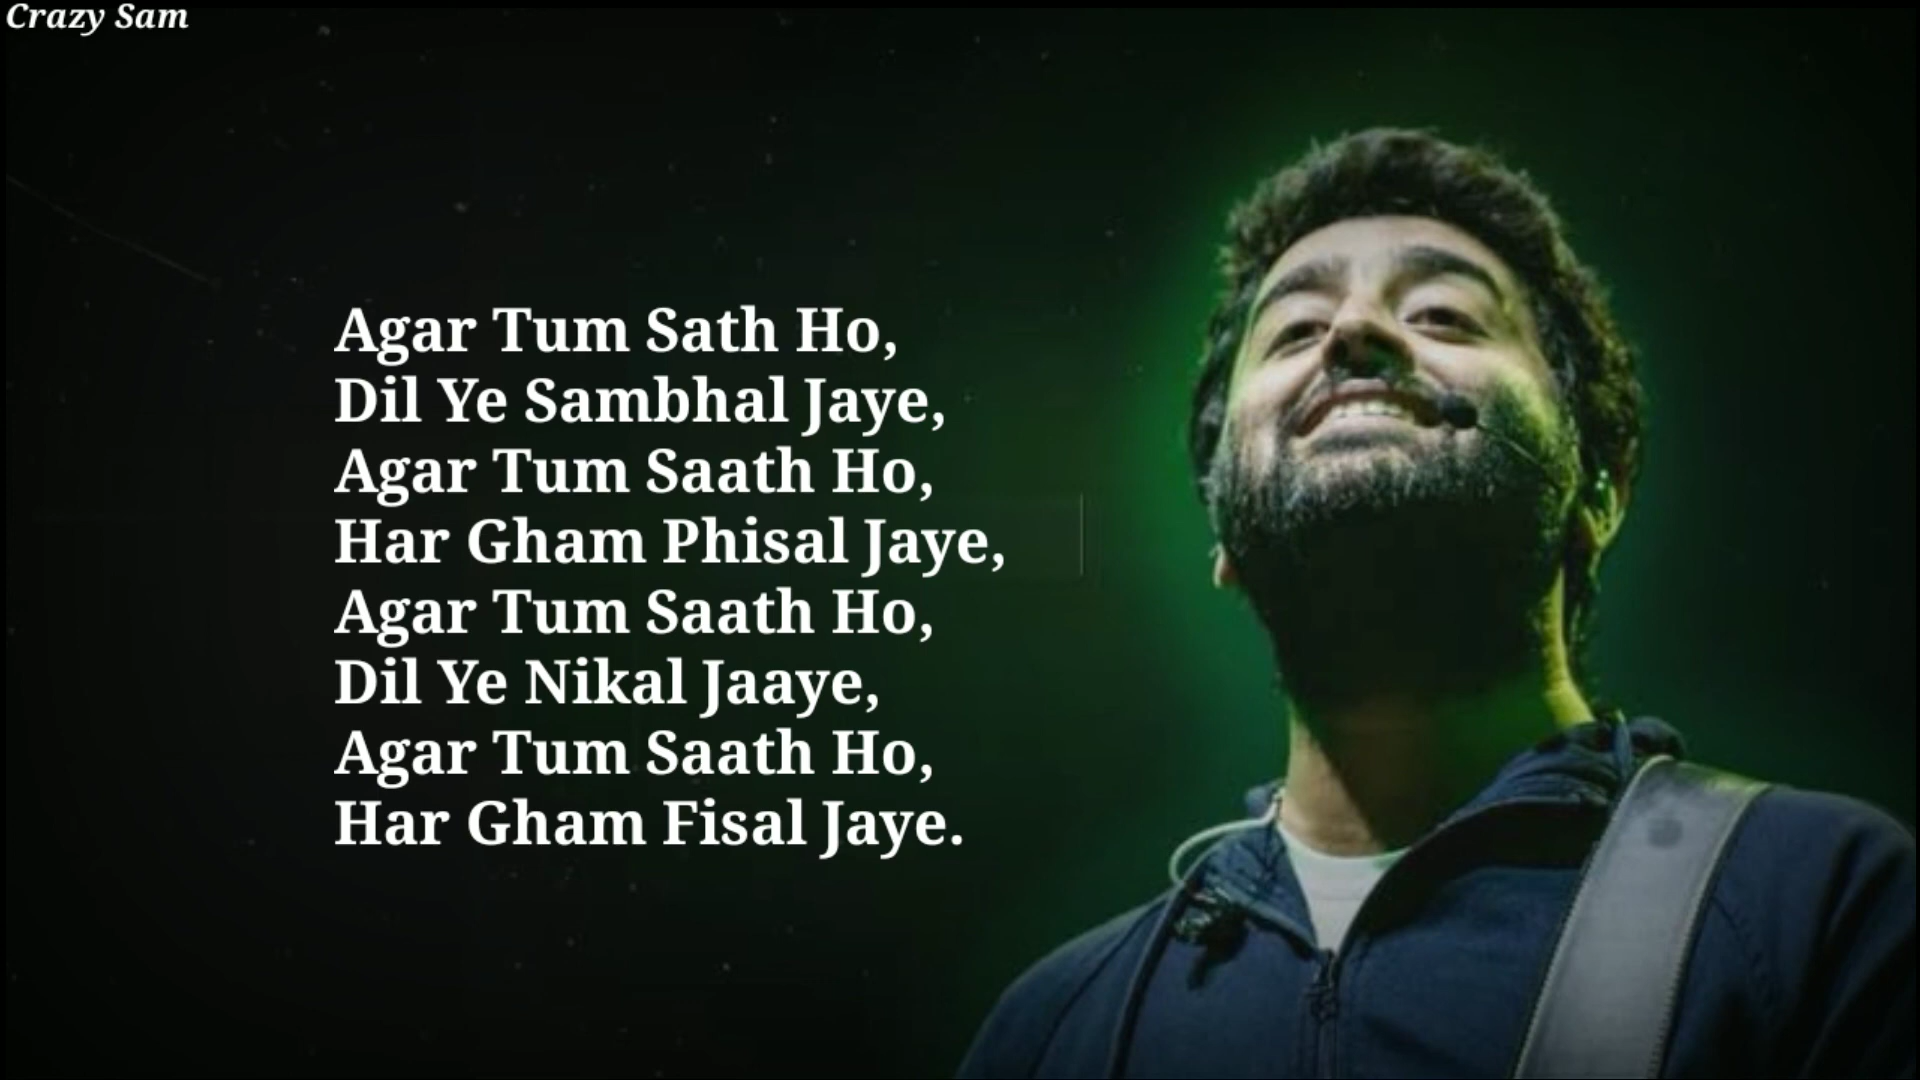 Crazy Sam
Agar Tum Sath Ho,
Dil Ye Sambhal Jaye,
Agar Tum Saath Ho,
Har Gham Phisal Jaye,
Agar Tum Saath Ho,
Dil Ye Nikal Jaaye,
Agar Tum Saath Ho,
Har Gham Fisal Jaye.